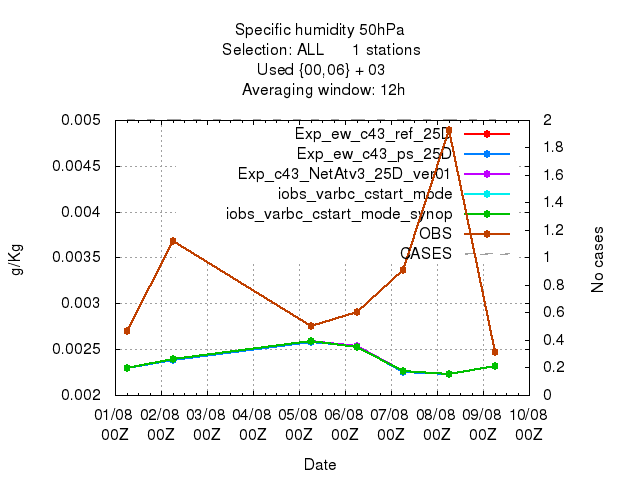 Specific humidity 50hPa
Selection: ALL 1 stations
Used {00,06} + 03
Averaging window: 12h
0.005
0.0045
0.004
0.0035
0.003
0.0025
0.002
g/Kg
2
1.8
1.6
1.4
1.2
1
0.8
0.6
0.4
0.2
0
No cases
Exp_ew_c43_ref_25D
Exp_ew_c43_ps_25D
Exp_c43_NetAtv3_25D_ver01
iobs_varbc_cstart_mode
iobs_varbc_cstart_mode_synop
OBS
CASES
01/08 02/08 03/08 04/08 05/08 06/08 07/08 08/08 09/08 10/08
00Z 00Z 00Z 00Z 00Z 00Z 00Z 00Z 00Z 00Z
Date